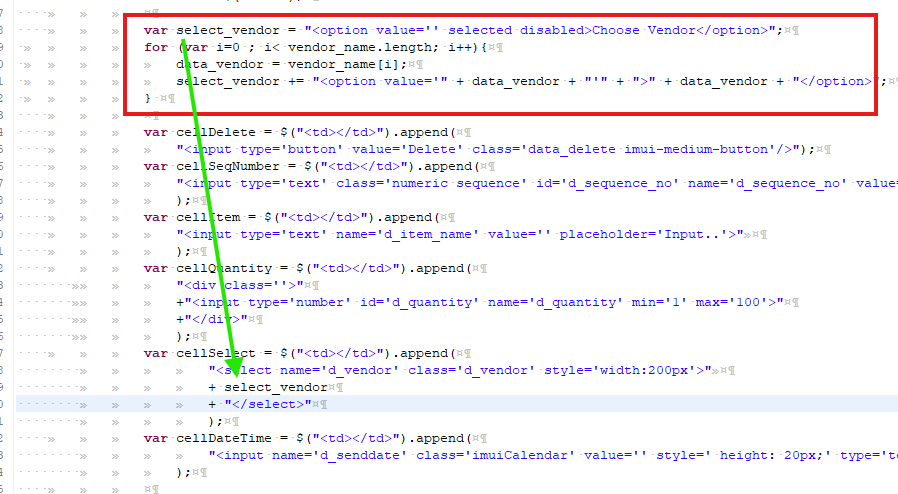 var select_vendor = "<option value='' selected disabled>Choose Vendor</option>";
for (var i=0 ; i< vendor_name.length; i++){
data_vendor = vendor_name[i];
select_vendor += "<option value='" + data_vendor + "'" + ">" + data_vendor + "</option>";
}
var cellDelete = $("<td></td>").append(
"<input type='button' value='Delete' class='data_delete imui-medium-button'/>");
var cellSeqNumber = $("<td></td>").append(
"<input type='text' class='numeric sequence' id='d_sequence_no' name='d_sequence_no' value=
);
var cellItem = $("<td></td>").append(
"<input type='text' name='d_item_name' value='' placeholder='Input..'>"
);
var cellQuantity = $("<td></td>").append(
"<div class=''>"
+"<input type='number' id='d_quantity' name='d_quantity' min='1' max='100'>"
+"</div>"
);
var cellSelect = $("<td></td>").append(
"<select name='d_vendor' class='d_vendor' style='width:200px'>"
+ select_vendor
+ "</select>"
);
var cellDateTime = $("<td></td>").append(
"<input name='d_senddate' class='imuiCalendar' value='' style=' height: 20px;' type='te
);